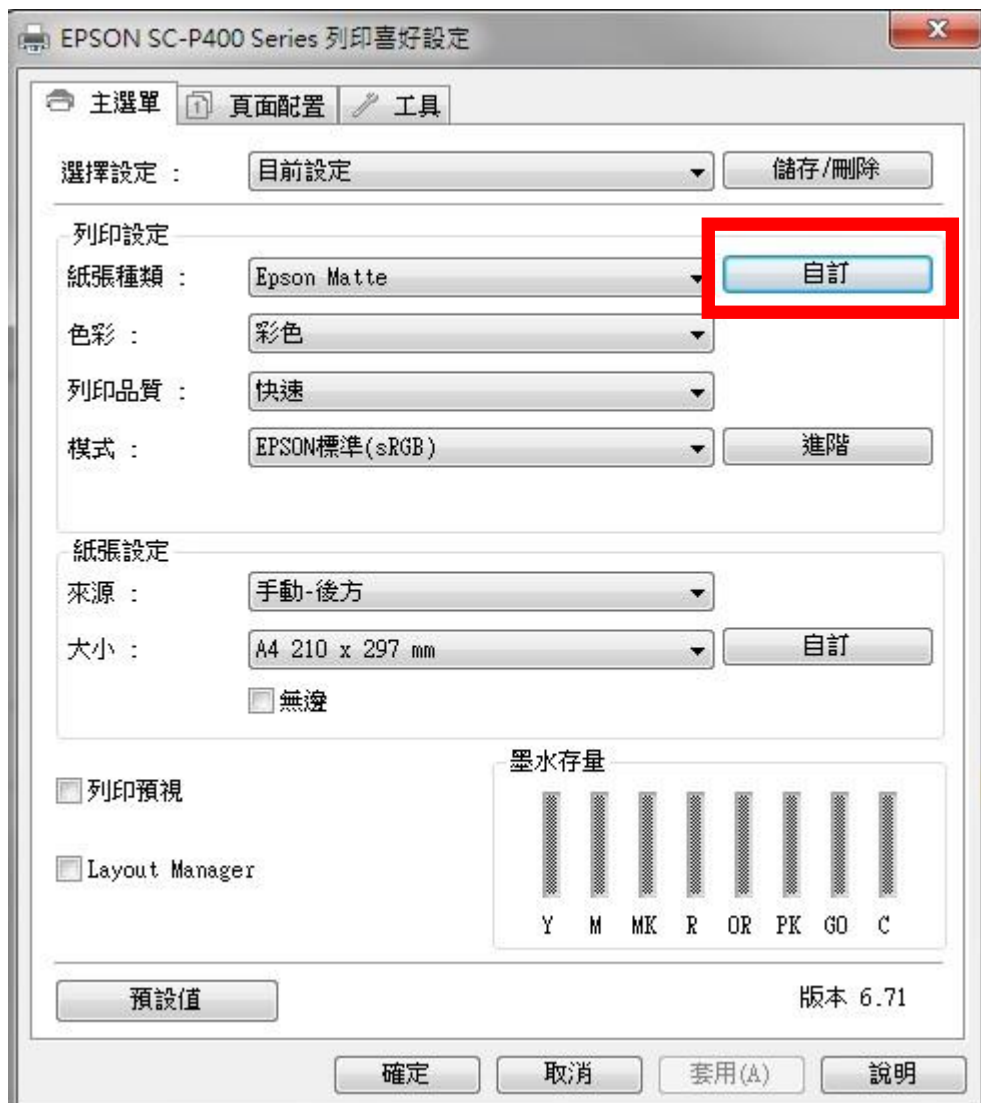 EPSON SC-P400 Series 列印喜好設定
主選單 頁面配置 工具
選擇設定 : 目前設定 儲存/刪除
列印設定
紙張種類 : Epson Matte 自訂
色彩 : 彩色
列印品質 : 快速
模式 : EPSON標準(sRGB) 進階
紙張設定
來源 : 手動-後方
大小 : A4 210 x 297 mm 自訂
無邊
墨水存量
列印預視
Layout Manager
Y M MK R OR PK GO C
預設值 版本 6.71
確定 取消 套用(A) 說明